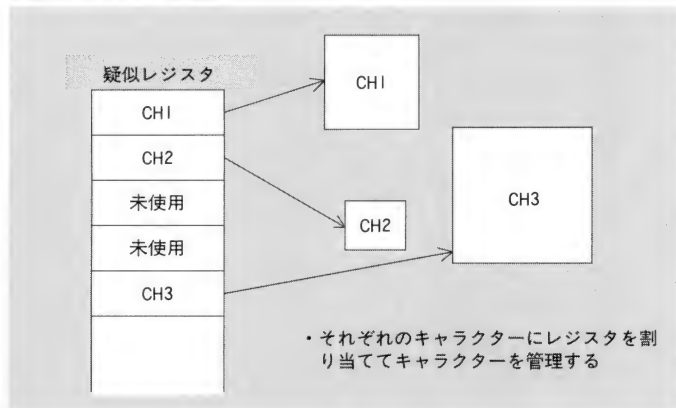 疑似レジスタ
CH1
CH2
未使用
未使用
CH3
CH1
CH2
CH3
・それぞれのキャラクターにレジスタを割
り当ててキャラクターを管理する